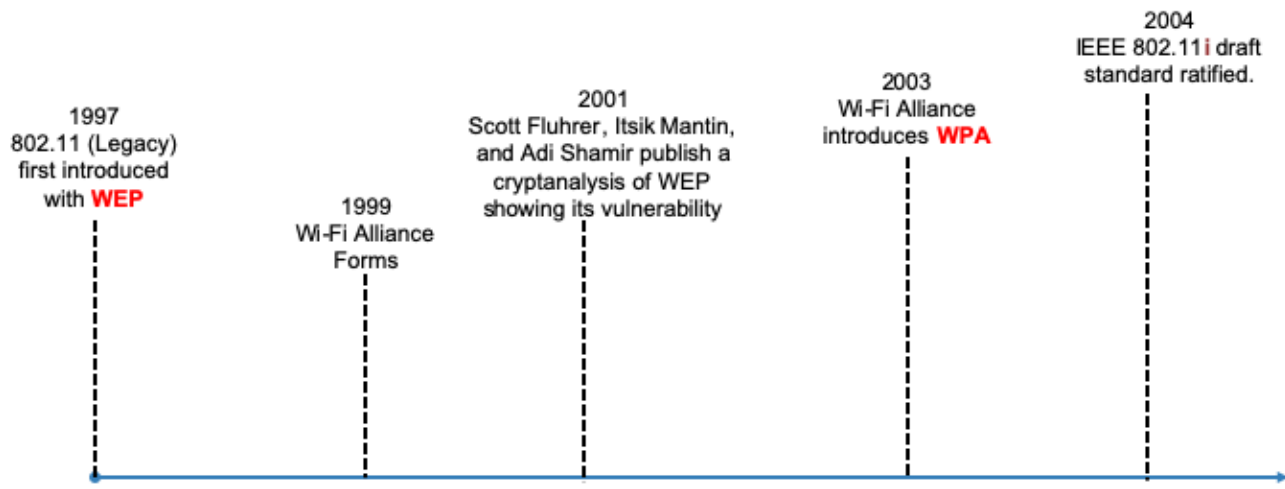 1997
802.11 (Legacy)
first introduced
with WEP
1999
Wi-Fi Alliance
Forms
2001
Scott Fluhrer, Itsik Mantin,
and Adi Shamir publish a
cryptanalysis of WEP
showing its vulnerability
2003
Wi-Fi Alliance
introduces WPA
2004
IEEE 802.11i draft
standard ratified.